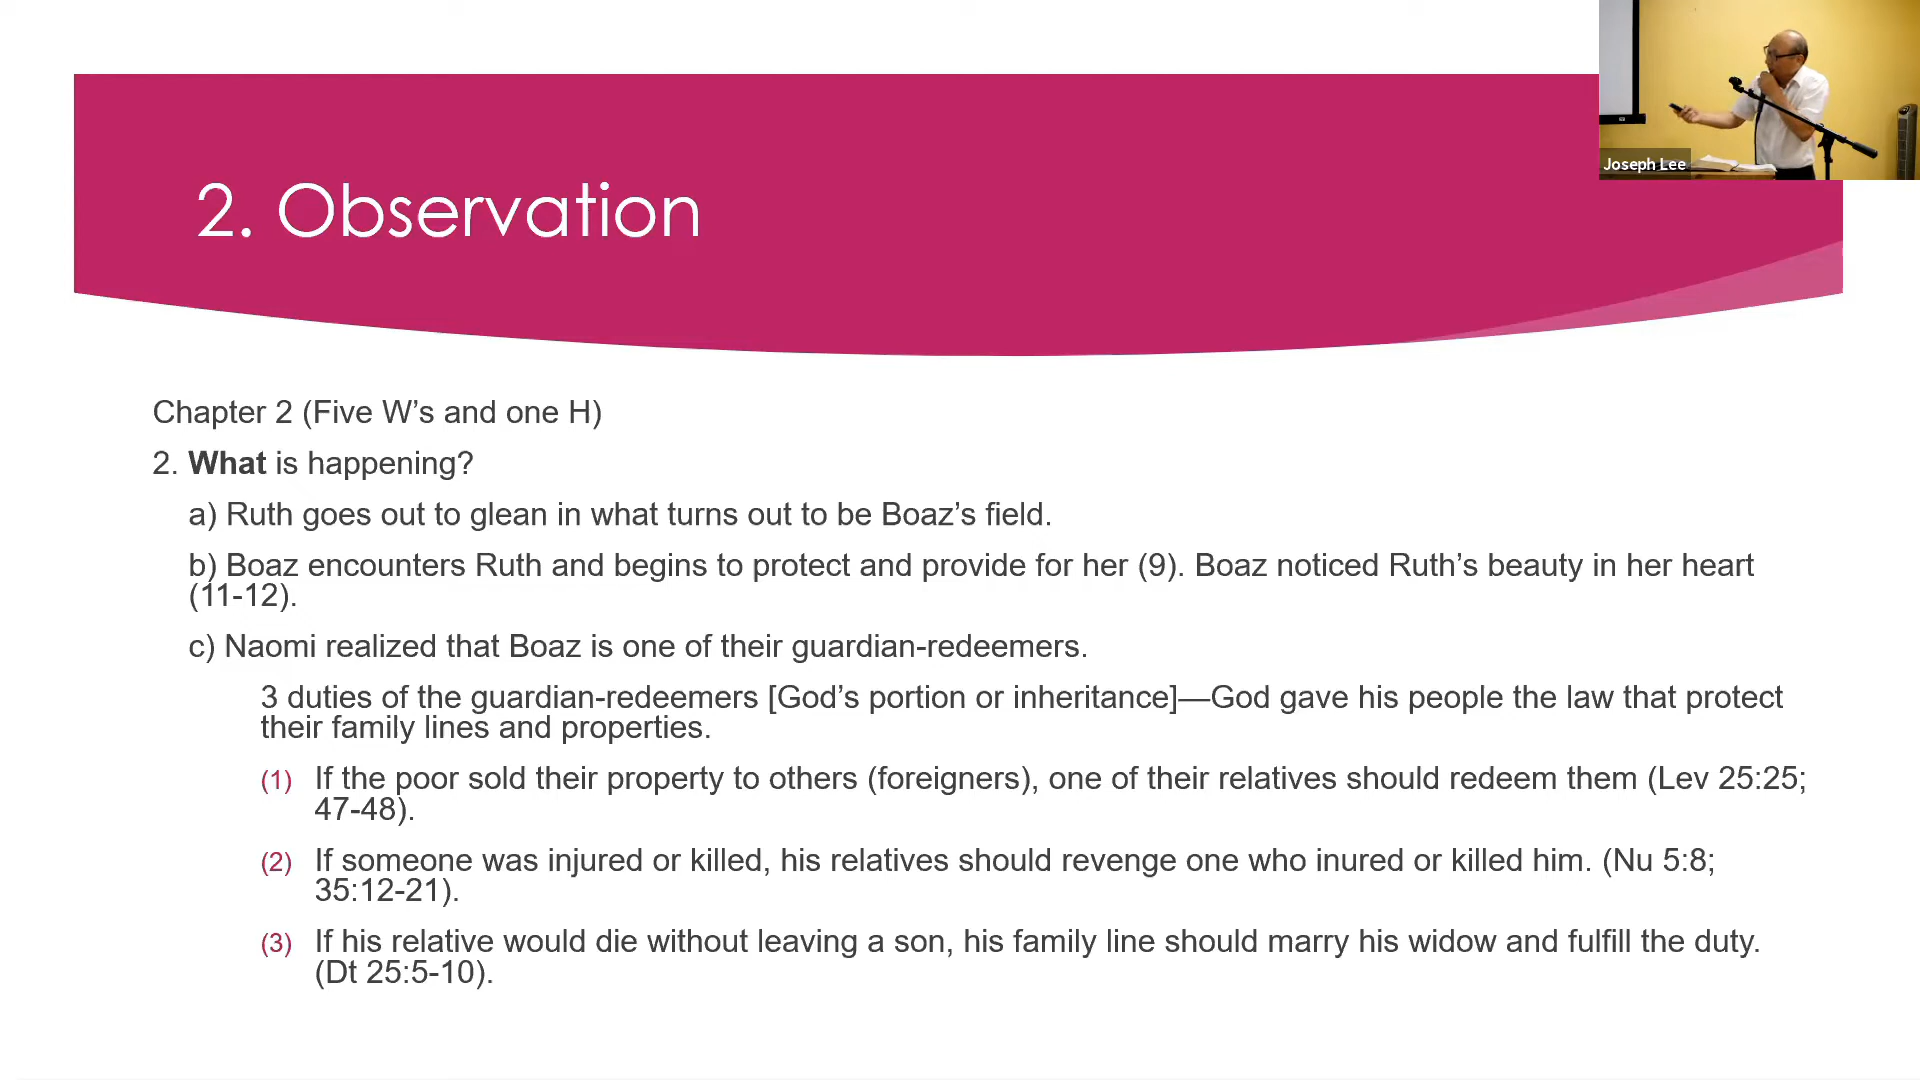 Joseph Lee
2. Observation
Chapter 2 (Five W’s and one H)
2. What is happening?
a) Ruth goes out to glean in what turns out to be Boaz’s field.
b) Boaz encounters Ruth and begins to protect and provide for her (9). Boaz noticed Ruth’s beauty in her heart
(11-12).
c) Naomi realized that Boaz is one of their guardian-redeemers.
3 duties of the guardian-redeemers [God’s portion or inheritance]—God gave his people the law that protect
their family lines and properties.
(1) If the poor sold their property to others (foreigners), one of their relatives should redeem them (Lev 25:25;
47-48).
(2) If someone was injured or killed, his relatives should revenge one who inured or killed him. (Nu 5:8;
35:12-21).
(3) If his relative would die without leaving a son, his family line should marry his widow and fulfill the duty.
(Dt 25:5-10).